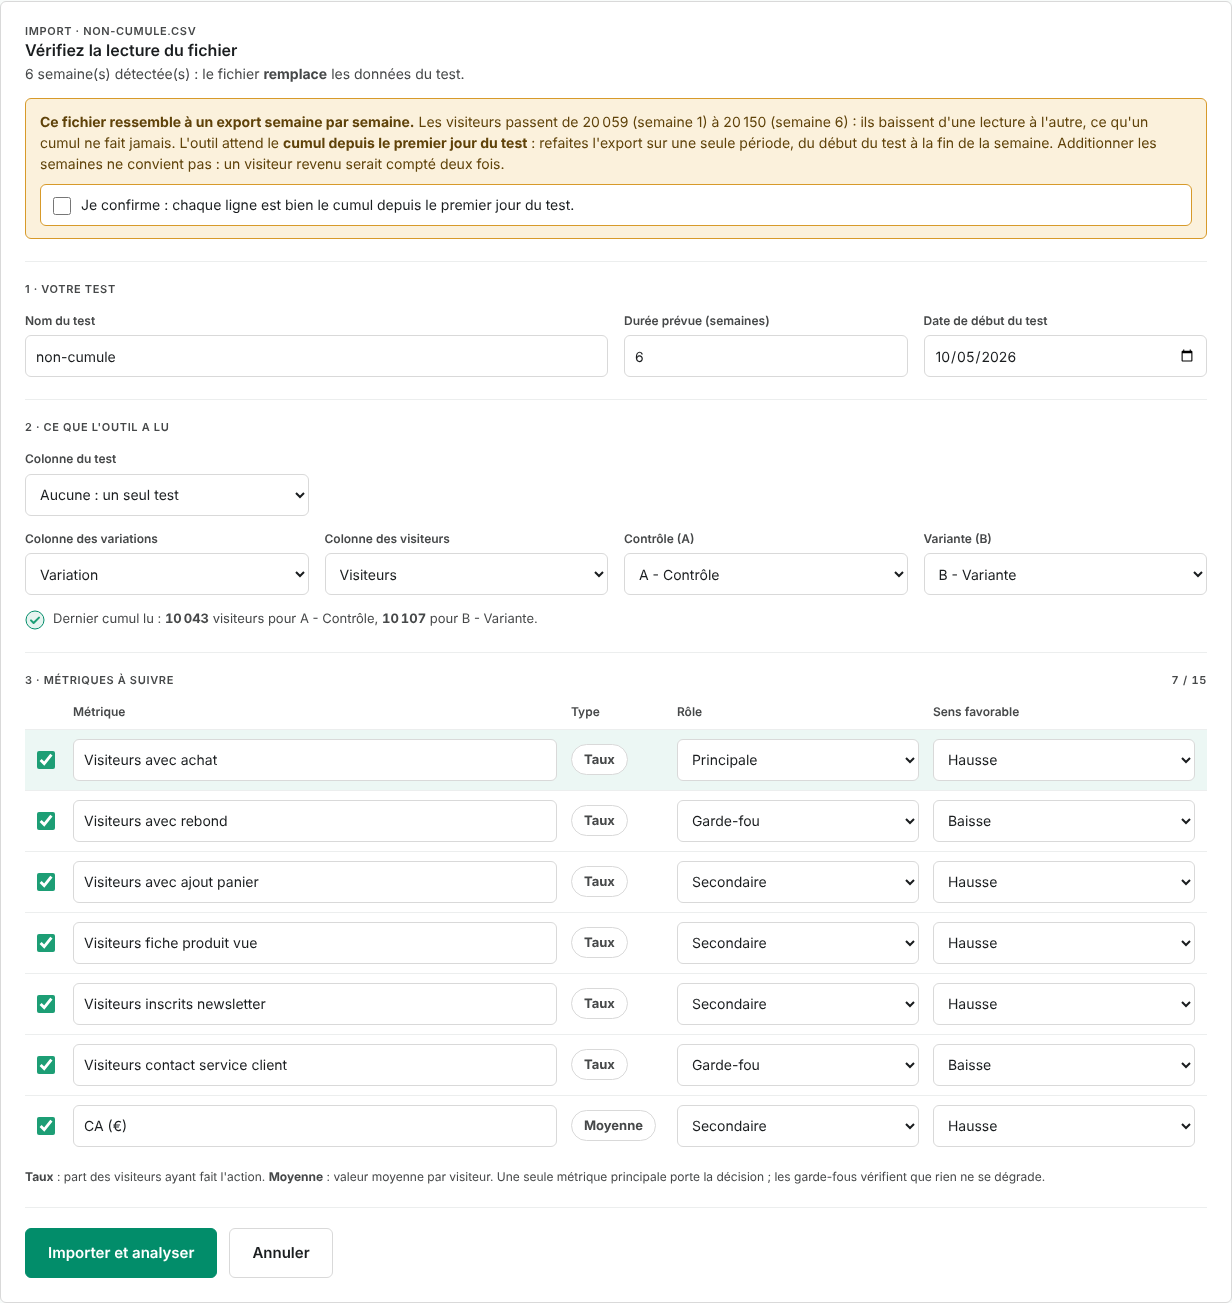 IMPORT · NON-CUMULE.CSV
Vérifiez la lecture du fichier
6 semaine(s) détectée(s) : le fichier remplace les données du test.
Ce fichier ressemble à un export semaine par semaine. Les visiteurs passent de 20 059 (semaine 1) à 20 150 (semaine 6) : ils baissent d'une lecture à l'autre, ce qu'un
cumul ne fait jamais. L'outil attend le cumul depuis le premier jour du test : refaites l'export sur une seule période, du début du test à la fin de la semaine. Additionner les
semaines ne convient pas : un visiteur revenu serait compté deux fois.
Je confirme : chaque ligne est bien le cumul depuis le premier jour du test.
1 · VOTRE TEST
Nom du test Durée prévue (semaines) Date de début du test
non-cumule 6 10/05/2026
2 · CE QUE L'OUTIL A LU
Colonne du test
Aucune : un seul test
Colonne des variations Colonne des visiteurs Contrôle (A) Variante (B)
Variation Visiteurs A - Contrôle B - Variante
Dernier cumul lu : 10 043 visiteurs pour A - Contrôle, 10 107 pour B - Variante.
3 · MÉTRIQUES À SUIVRE 7 / 15
Métrique Type Rôle Sens favorable
Visiteurs avec achat Taux Principale Hausse
Visiteurs avec rebond Taux Garde-fou Baisse
Visiteurs avec ajout panier Taux Secondaire Hausse
Visiteurs fiche produit vue Taux Secondaire Hausse
Visiteurs inscrits newsletter Taux Secondaire Hausse
Visiteurs contact service client Taux Garde-fou Baisse
CA (€) Moyenne Secondaire Hausse
Taux : part des visiteurs ayant fait l'action. Moyenne : valeur moyenne par visiteur. Une seule métrique principale porte la décision ; les garde-fous vérifient que rien ne se dégrade.
Importer et analyser Annuler